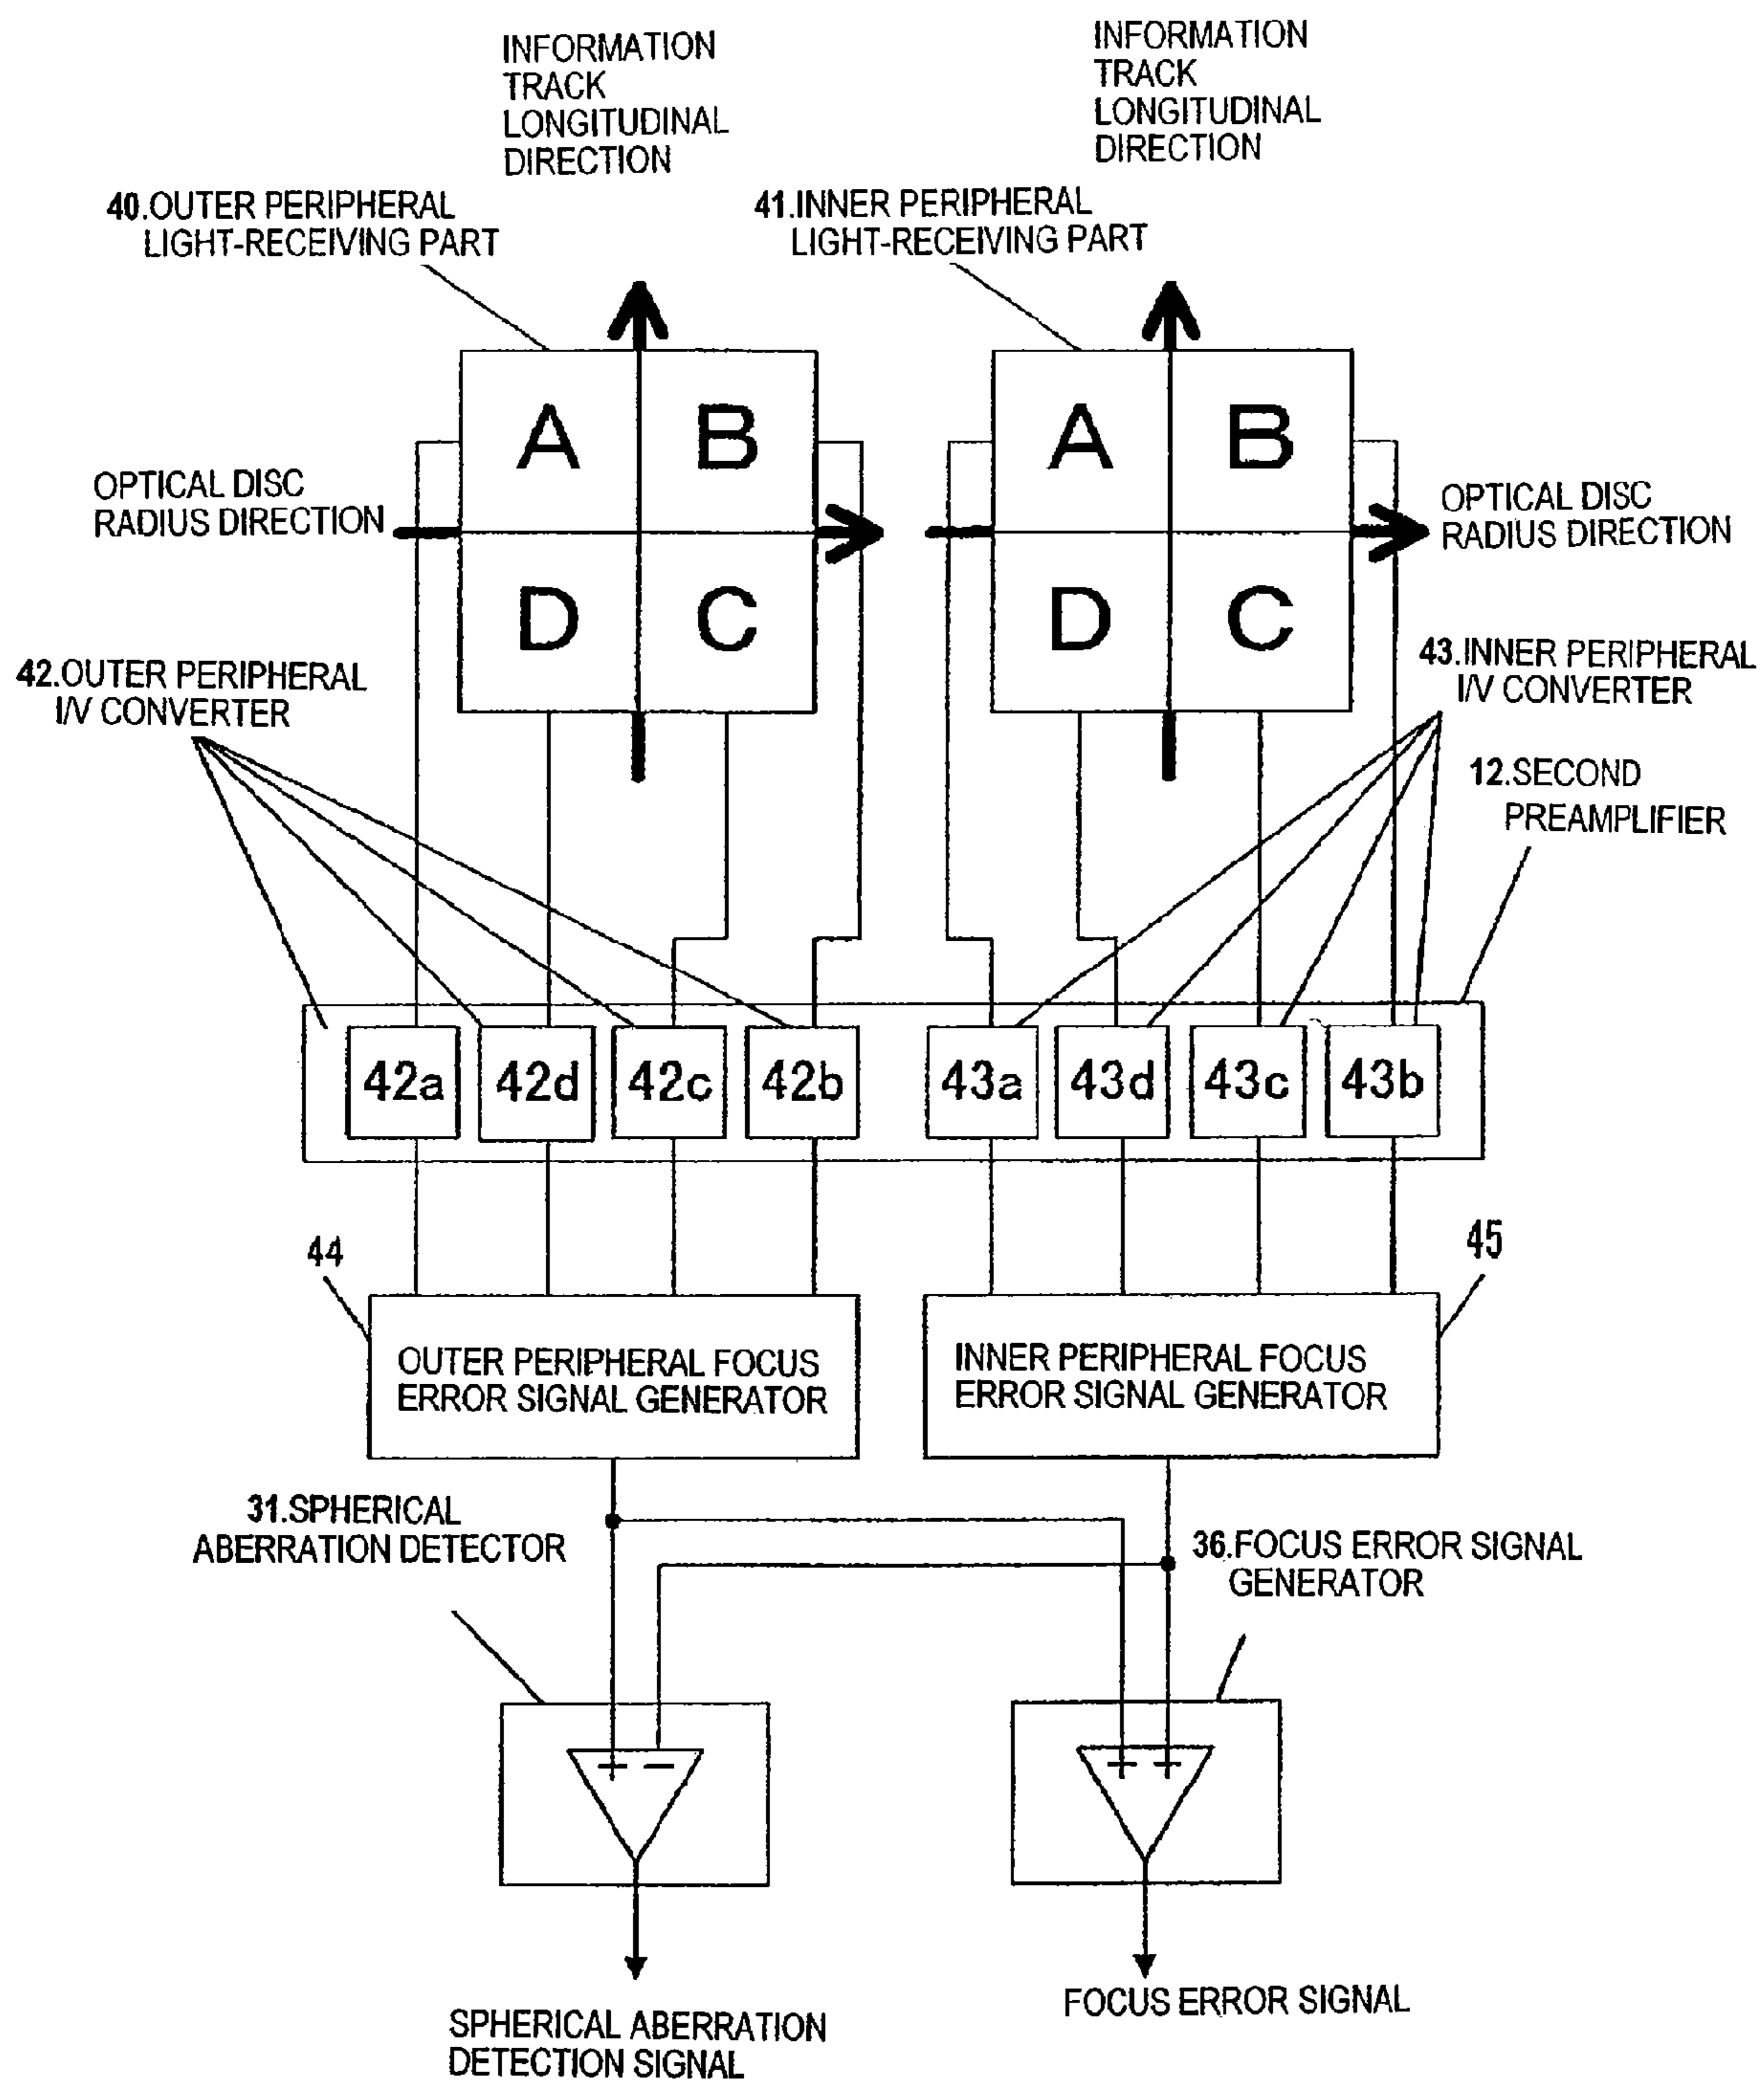 INFORMATION
TRACK
LONGITUDINAL
DIRECTION
INFORMATION
TRACK
LONGITUDINAL
DIRECTION
40.OUTER PERIPHERAL
LIGHT-RECEIVING PART
41.INNER PERIPHERAL
LIGHT-RECEIVING PART
A B
A B
OPTICAL DISC
RADIUS DIRECTION
OPTICAL DISC
RADIUS DIRECTION
D C
D C
42.OUTER PERIPHERAL
I/V CONVERTER
43.INNER PERIPHERAL
I/V CONVERTER
12.SECOND
PREAMPLIFIER
42a 42d 42c 42b 43a 43d 43c 43b
44
45
OUTER PERIPHERAL FOCUS
ERROR SIGNAL GENERATOR
INNER PERIPHERAL FOCUS
ERROR SIGNAL GENERATOR
31.SPHERICAL
ABERRATION DETECTOR
36.FOCUS ERROR SIGNAL
GENERATOR
+ −
+ +
SPHERICAL ABERRATION
DETECTION SIGNAL
FOCUS ERROR SIGNAL